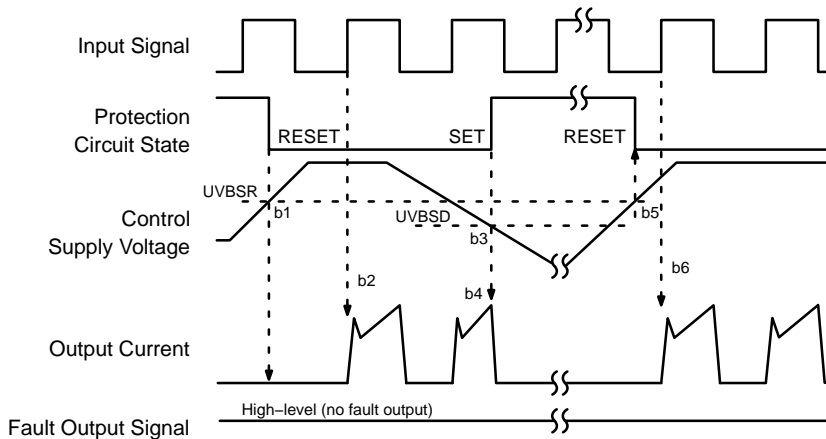 Input Signal
Protection
Circuit State
RESET
SET
RESET
UVBSR
b1
UVBSD
b3
b5
Control
Supply Voltage
b2
b4
b6
Output Current
High−level (no fault output)
Fault Output Signal